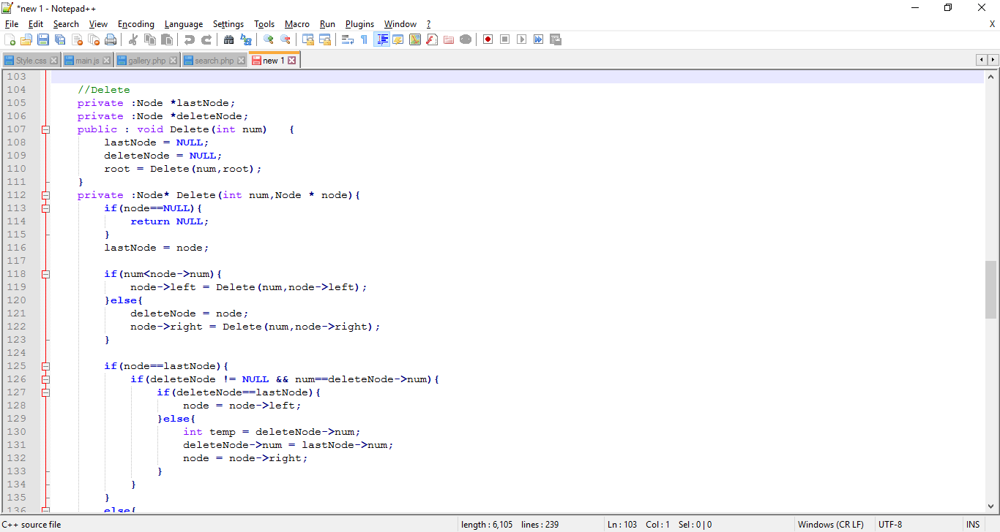 *new 1 - Notepad++
File Edit Search View Encoding Language Settings Tools Macro Run Plugins Window ? X
Style.css main.js gallery.php search.php new 1
103
104 //Delete
105 private :Node *lastNode;
106 private :Node *deleteNode;
107 public : void Delete(int num) {
108 lastNode = NULL;
109 deleteNode = NULL;
110 root = Delete(num,root);
111 }
112 private :Node* Delete(int num,Node * node){
113 if(node==NULL){
114 return NULL;
115 }
116 lastNode = node;
117
118 if(num<node->num){
119 node->left = Delete(num,node->left);
120 }else{
121 deleteNode = node;
122 node->right = Delete(num,node->right);
123 }
124
125 if(node==lastNode){
126 if(deleteNode != NULL && num==deleteNode->num){
127 if(deleteNode==lastNode){
128 node = node->left;
129 }else{
130 int temp = deleteNode->num;
131 deleteNode->num = lastNode->num;
132 node = node->right;
133 }
134 }
135 }
136 else{
C++ source file length : 6,105 lines : 239 Ln : 103 Col : 1 Sel : 0 | 0 Windows (CR LF) UTF-8 INS